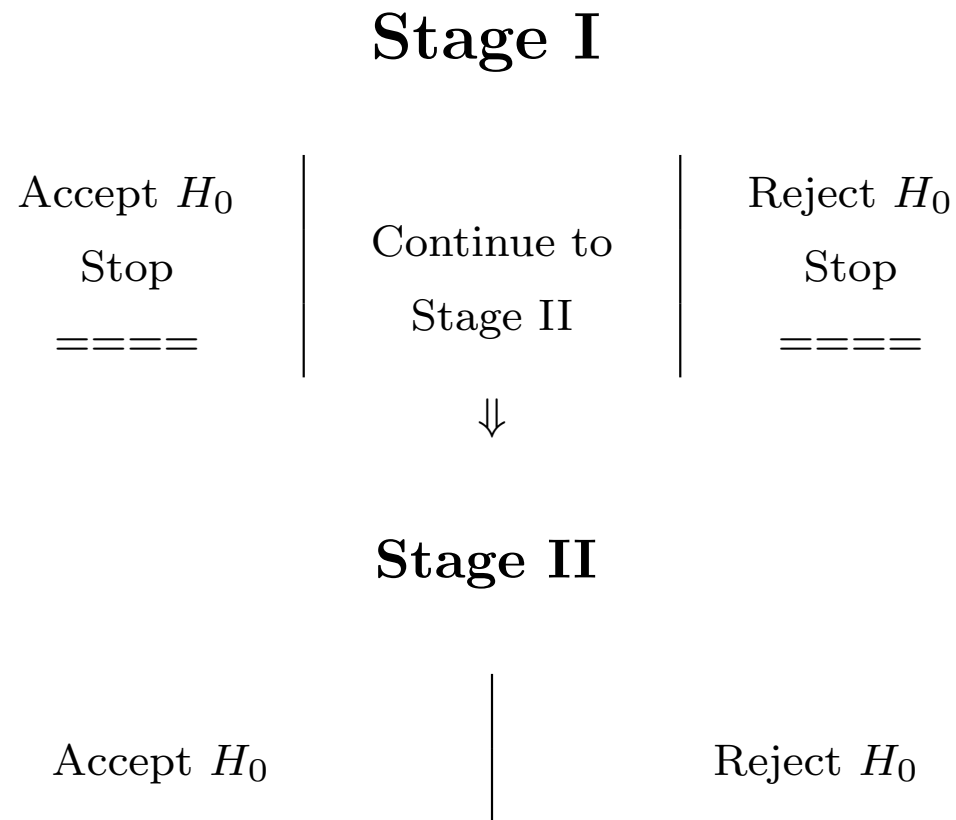 Stage I
Accept H₀
Stop
====
Continue to
Stage II
Reject H₀
Stop
====
⇓
Stage II
Accept H₀
Reject H₀